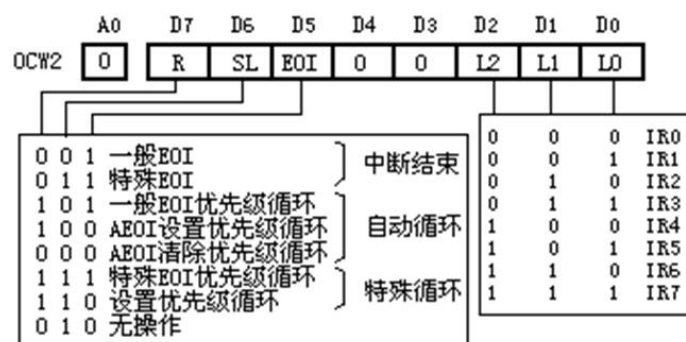 A0 D7 D6 D5 D4 D3 D2 D1 D0
OCW2 0 R SL EOI 0 0 L2 L1 L0
0 0 1 一般EOI
0 1 1 特殊EOI
中断结束
1 0 1 一般EOI优先级循环
1 0 0 AEOI设置优先级循环
0 0 0 AEOI清除优先级循环
自动循环
1 1 1 特殊EOI优先级循环
1 1 0 设置优先级循环
特殊循环
0 1 0 无操作
0 0 0 IR0
0 0 1 IR1
0 1 0 IR2
0 1 1 IR3
1 0 0 IR4
1 0 1 IR5
1 1 0 IR6
1 1 1 IR7